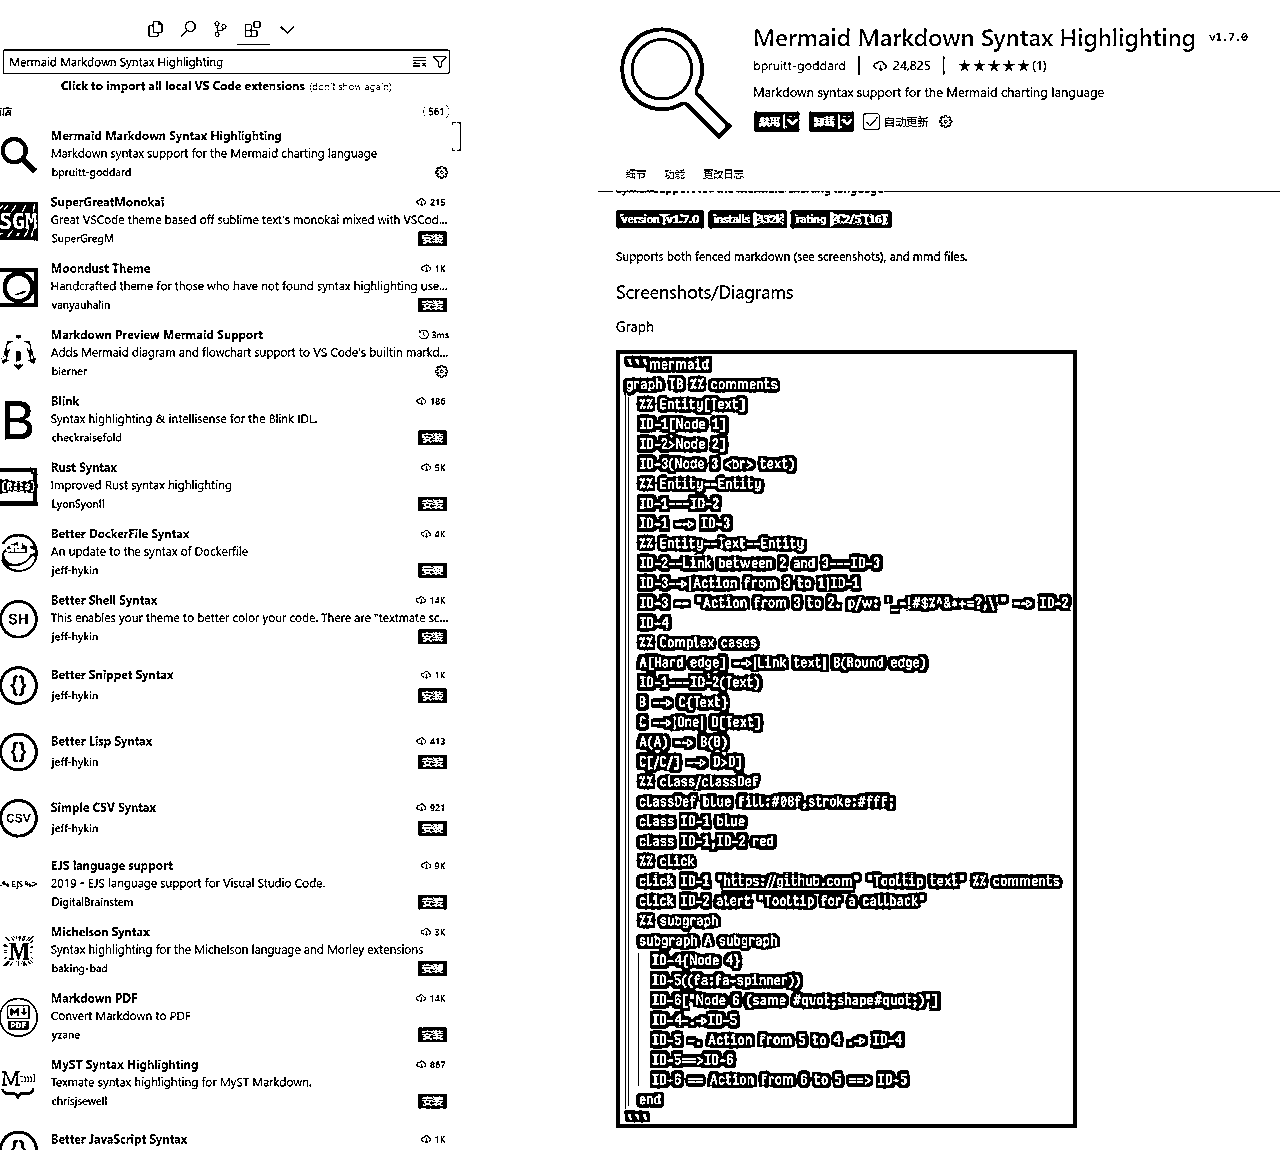 Mermaid Markdown Syntax Highlighting
Click to import all local VS Code extensions (don't show again)
商店
561
Mermaid Markdown Syntax Highlighting
Markdown syntax support for the Mermaid charting language
bpruitt-goddard
SGM
SuperGreatMonokai
215
Great VSCode theme based off sublime text's monokai mixed with VSCod...
SuperGregM
安装
Moondust Theme
1K
Handcrafted theme for those who have not found syntax highlighting use...
vanyauhalin
安装
Markdown Preview Mermaid Support
3ms
Adds Mermaid diagram and flowchart support to VS Code's builtin markd...
bierner
B
Blink
186
Syntax highlighting & intellisense for the Blink IDL.
checkraisefold
安装
Rust Syntax
5K
Improved Rust syntax highlighting
LyonSyonII
安装
Better DockerFile Syntax
4K
An update to the syntax of Dockerfile
jeff-hykin
安装
SH
Better Shell Syntax
14K
This enables your theme to better color your code. There are "textmate sc...
jeff-hykin
安装
{}
Better Snippet Syntax
1K
jeff-hykin
安装
{}
Better Lisp Syntax
413
jeff-hykin
安装
CSV
Simple CSV Syntax
921
jeff-hykin
安装
<% EJS %>
EJS language support
9K
2019 - EJS language support for Visual Studio Code.
DigitalBrainstem
安装
M
Michelson Syntax
3K
Syntax highlighting for the Michelson language and Morley extensions
baking-bad
安装
M↓
PDF
Markdown PDF
14K
Convert Markdown to PDF
yzane
安装
M
MyST Syntax Highlighting
867
Texmate syntax highlighting for MyST Markdown.
chrisjsewell
安装
Better JavaScript Syntax
1K
Mermaid Markdown Syntax Highlighting v1.7.0
bpruitt-goddard | 24,825 | ★★★★★(1)
Markdown syntax support for the Mermaid charting language
禁用 卸载 自动更新
细节 功能 更改日志
syntax support for the Mermaid charting language
version v1.7.0 installs rating
Supports both fenced markdown (see screenshots), and mmd files.
Screenshots/Diagrams
Graph
```mermaid
graph TB %% comments
%% Entity[Text]
ID-1[Node 1]
ID-2>Node 2]
ID-3(Node 3 <br> text)
%% Entity--Entity
ID-1---ID-2
ID-1 --> ID-3
%% Entity--Text--Entity
ID-2--Link between 2 and 3---ID-3
ID-3-->|Action from 3 to 1|ID-1
ID-3 -- "Action from 3 to 2. p/w: --> ID-2
ID-4
%% Complex cases
A[Hard edge] -->|Link text| B(Round edge)
ID-1---ID-2(Text)
B --> C{Text}
C -->|One| D[Text]
A(A) --> B(B)
C[/C/] --> D>D]
%% class/classDef
classDef blue fill:#08f,stroke:#fff;
class ID-1 blue
class ID-1,ID-2 red
%% click
click ID-1 "https://github.com" "Tooltip text" %% comments
click ID-2 alert "Tooltip for a callback"
%% subgraph
subgraph A subgraph
ID-4{Node 4}
ID-5((fa:fa-spinner))
ID-6["Node 6 (same #quot;shape#quot;)"]
ID-4-.->ID-5
ID-5 -. Action from 5 to 4 .-> ID-4
ID-5==>ID-6
ID-6 == Action from 6 to 5 ==> ID-5
end
```